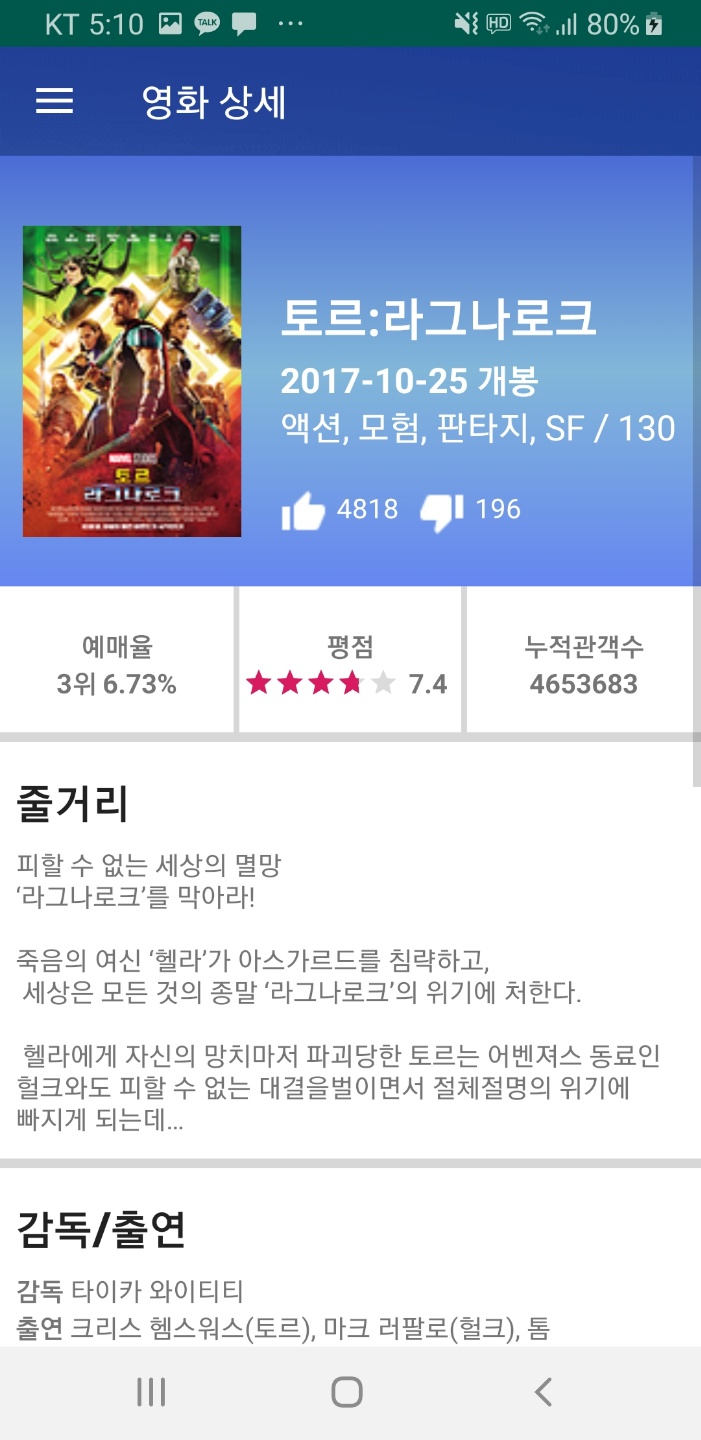 KT 5:10 TALK ... HD 80%
영화 상세
MARVEL STUDIOS
토르
라그나로크
토르:라그나로크
2017-10-25 개봉
액션, 모험, 판타지, SF / 130
4818 196
예매율
3위 6.73%
평점
7.4
누적관객수
4653683
줄거리
피할 수 없는 세상의 멸망
‘라그나로크’를 막아라!
죽음의 여신 ‘헬라’가 아스가르드를 침략하고,
세상은 모든 것의 종말 ‘라그나로크’의 위기에 처한다.
헬라에게 자신의 망치마저 파괴당한 토르는 어벤져스 동료인
헐크와도 피할 수 없는 대결을벌이면서 절체절명의 위기에
빠지게 되는데...
감독/출연
감독 타이카 와이티티
출연 크리스 헴스워스(토르), 마크 러팔로(헐크), 톰